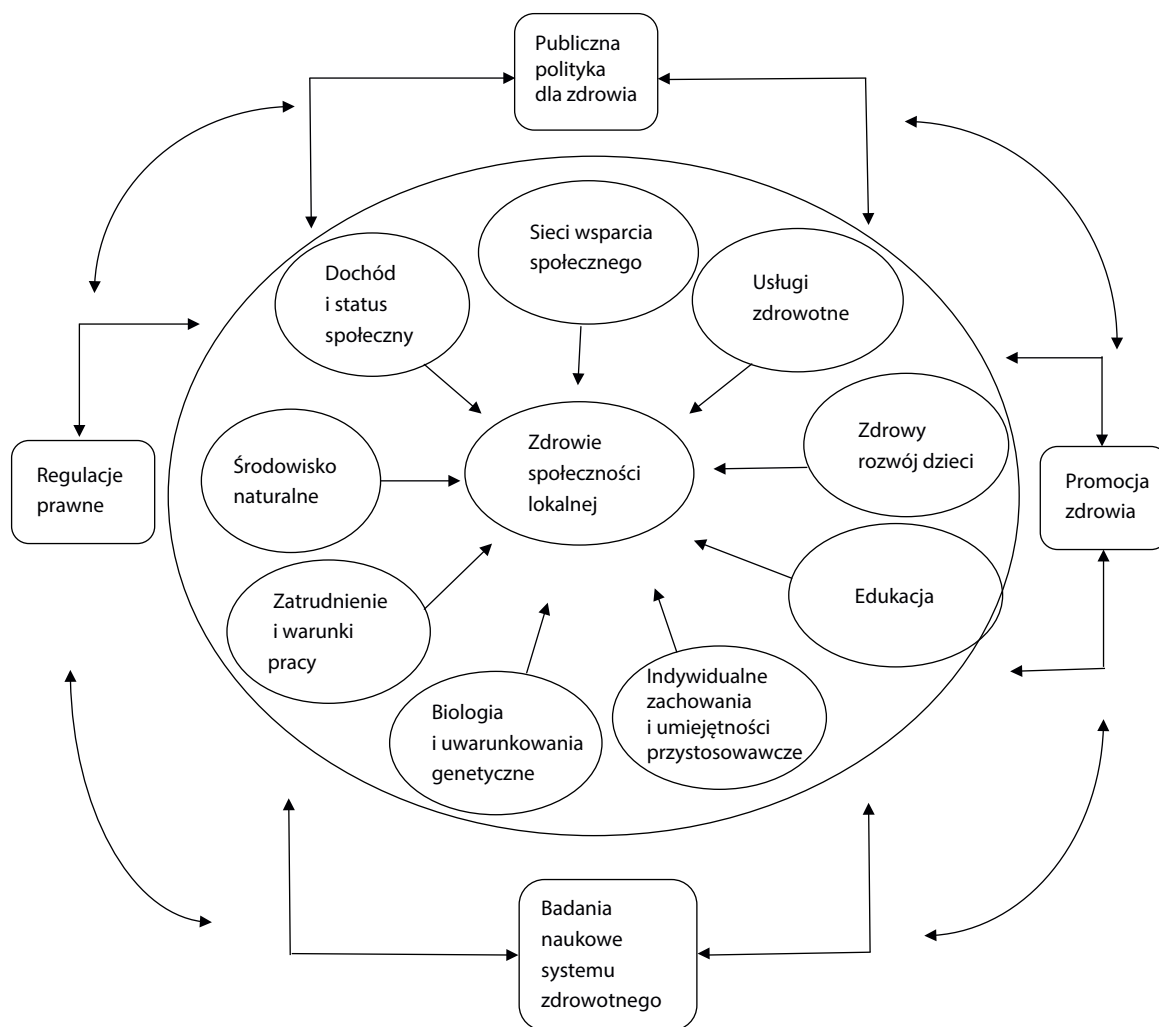 Publiczna
polityka
dla zdrowia
Sieci wsparcia
społecznego
Dochód
i status
społeczny
Usługi
zdrowotne
Środowisko
naturalne
Zdrowie
społeczności
lokalnej
Zdrowy
rozwój dzieci
Regulacje
prawne
Promocja
zdrowia
Zatrudnienie
i warunki
pracy
Edukacja
Biologia
i uwarunkowania
genetyczne
Indywidualne
zachowania
i umiejętności
przystosowawcze
Badania
naukowe
systemu
zdrowotnego